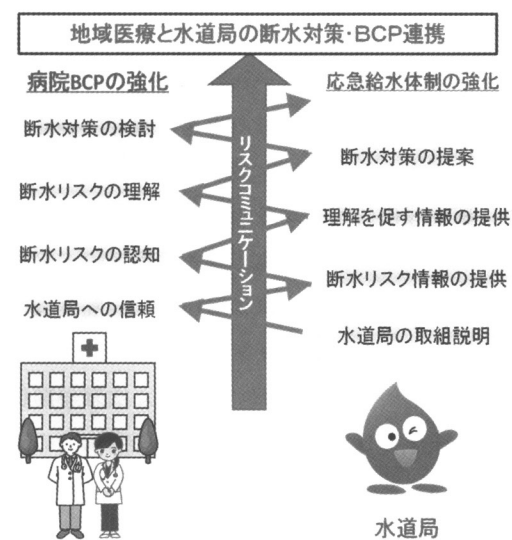 地域医療と水道局の断水対策・BCP連携
病院BCPの強化
応急給水体制の強化
断水対策の検討
断水対策の提案
断水リスクの理解
理解を促す情報の提供
断水リスクの認知
断水リスク情報の提供
水道局への信頼
水道局の取組説明
リスクコミュニケーション
水道局